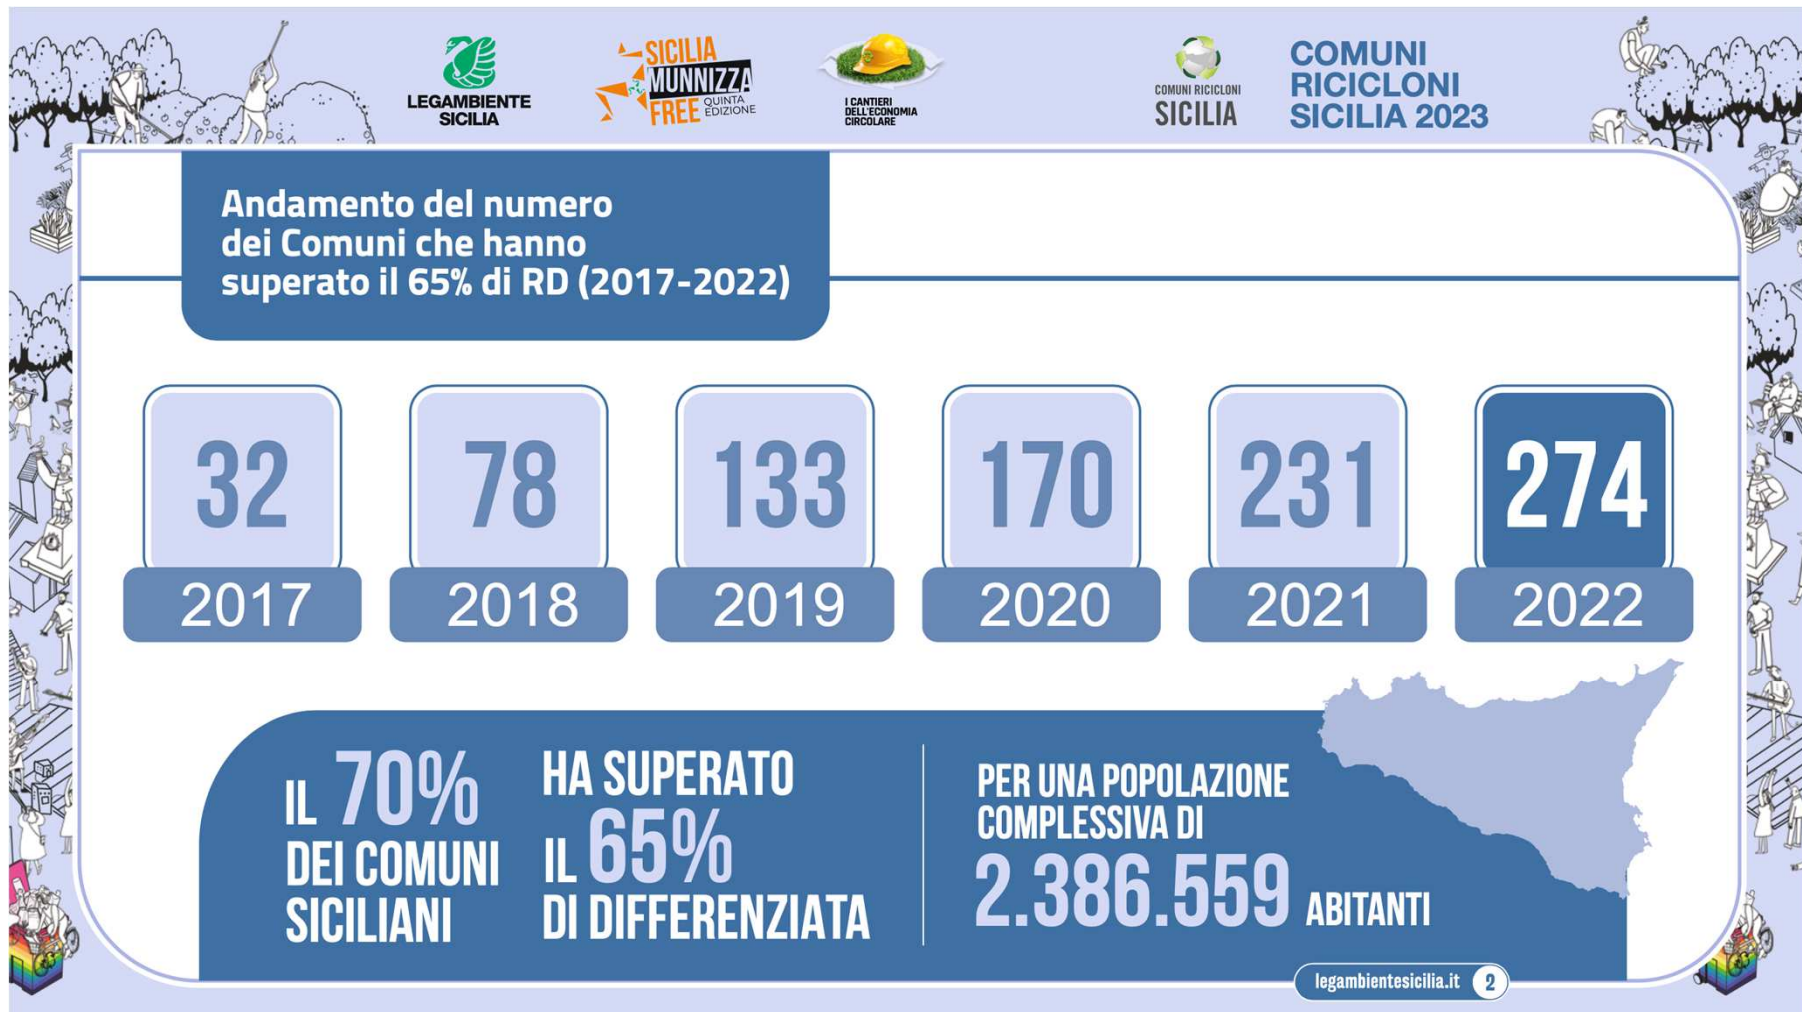 LEGAMBIENTE
SICILIA
SICILIA
MUNNIZZA
FREE QUINTA
EDIZIONE
I CANTIERI
DELL'ECONOMIA
CIRCOLARE
COMUNI RICICLONI
SICILIA
COMUNI
RICICLONI
SICILIA 2023
Andamento del numero
dei Comuni che hanno
superato il 65% di RD (2017-2022)
32
78
133
170
231
274
2017
2018
2019
2020
2021
2022
IL 70%
DEI COMUNI
SICILIANI
HA SUPERATO
IL 65%
DI DIFFERENZIATA
PER UNA POPOLAZIONE
COMPLESSIVA DI
2.386.559 ABITANTI
legambientesicilia.it 2